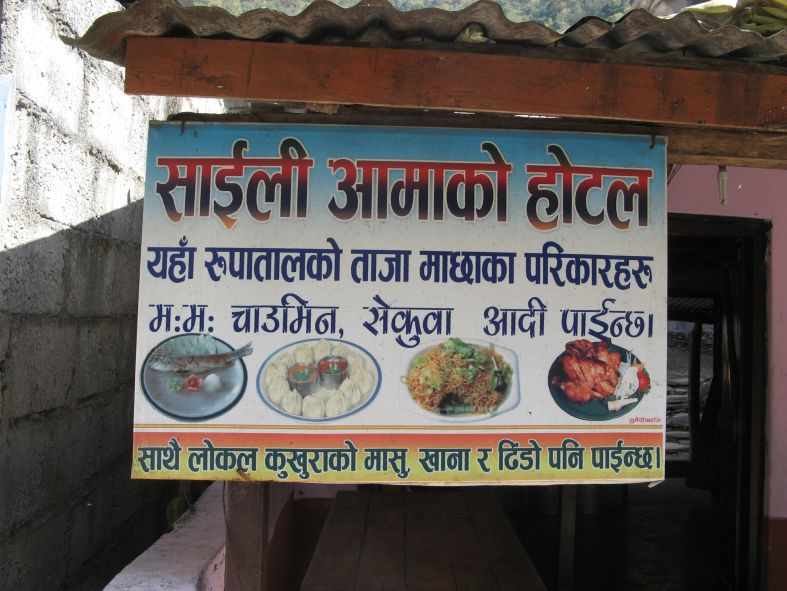 साईली आमाको होटल
यहाँ रुपातालको ताजा माछाका परिकारहरू
म:म: चाउमिन, सेकुवा आदी पाईन्छ।
साथै लोकल कुखुराको मासु, खाना र ढिंडो पनि पाईन्छ।